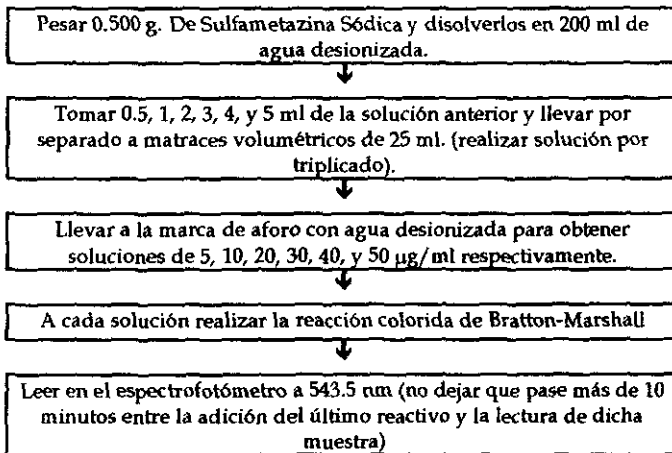 Pesar 0.500 g. De Sulfametazina Sódica y disolverlos en 200 ml de
agua desionizada.
Tomar 0.5, 1, 2, 3, 4, y 5 ml de la solución anterior y llevar por
separado a matraces volumétricos de 25 ml. (realizar solución por
triplicado).
Llevar a la marca de aforo con agua desionizada para obtener
soluciones de 5, 10, 20, 30, 40, y 50 µg/ml respectivamente.
A cada solución realizar la reacción colorida de Bratton-Marshall
Leer en el espectrofotómetro a 543.5 nm (no dejar que pase más de 10
minutos entre la adición del último reactivo y la lectura de dicha
muestra)